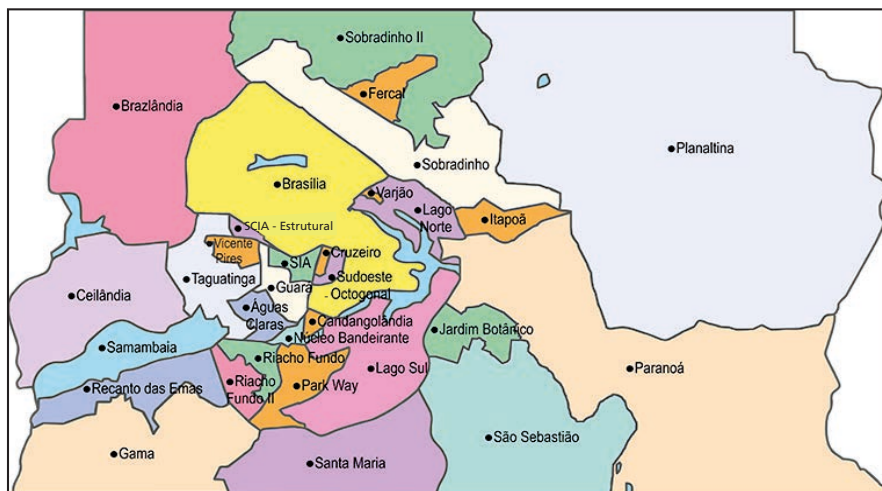 Sobradinho II
Fercal
Brazlândia
Planaltina
Sobradinho
Brasília
Varjão
Lago
Norte
Itapoã
SCIA - Estrutural
Vicente
Pires
Cruzeiro
SIA
Taguatinga
Sudoeste
- Octogonal
Guará
Ceilândia
Águas
Claras
Candangolândia
Jardim Botânico
Núcleo Bandeirante
Samambaia
Riacho Fundo
Lago Sul
Paranoá
Recanto das Emas
Riacho
Fundo II
Park Way
São Sebastião
Gama
Santa Maria